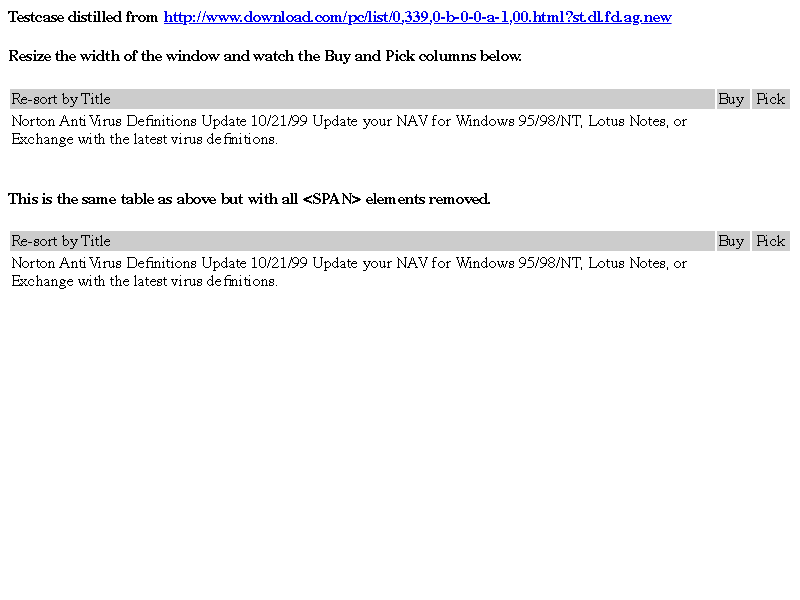 Testcase distilled from http://www.download.com/pc/list/0,339,0-b-0-0-a-1,00.html?st.dl.fd.ag.new
Resize the width of the window and watch the Buy and Pick columns below.
Re-sort by Title Buy Pick
Norton AntiVirus Definitions Update 10/21/99 Update your NAV for Windows 95/98/NT, Lotus Notes, or
Exchange with the latest virus definitions.
This is the same table as above but with all <SPAN> elements removed.
Re-sort by Title Buy Pick
Norton AntiVirus Definitions Update 10/21/99 Update your NAV for Windows 95/98/NT, Lotus Notes, or
Exchange with the latest virus definitions.